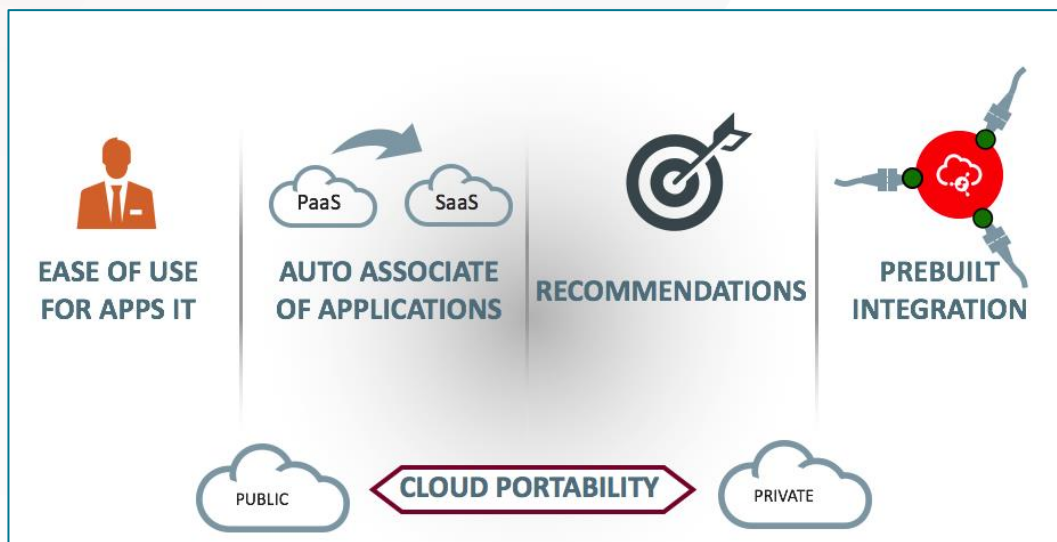 PaaS
SaaS
EASE OF USE
FOR APPS IT
AUTO ASSOCIATE
OF APPLICATIONS
RECOMMENDATIONS
PREBUILT
INTEGRATION
PUBLIC
CLOUD PORTABILITY
PRIVATE